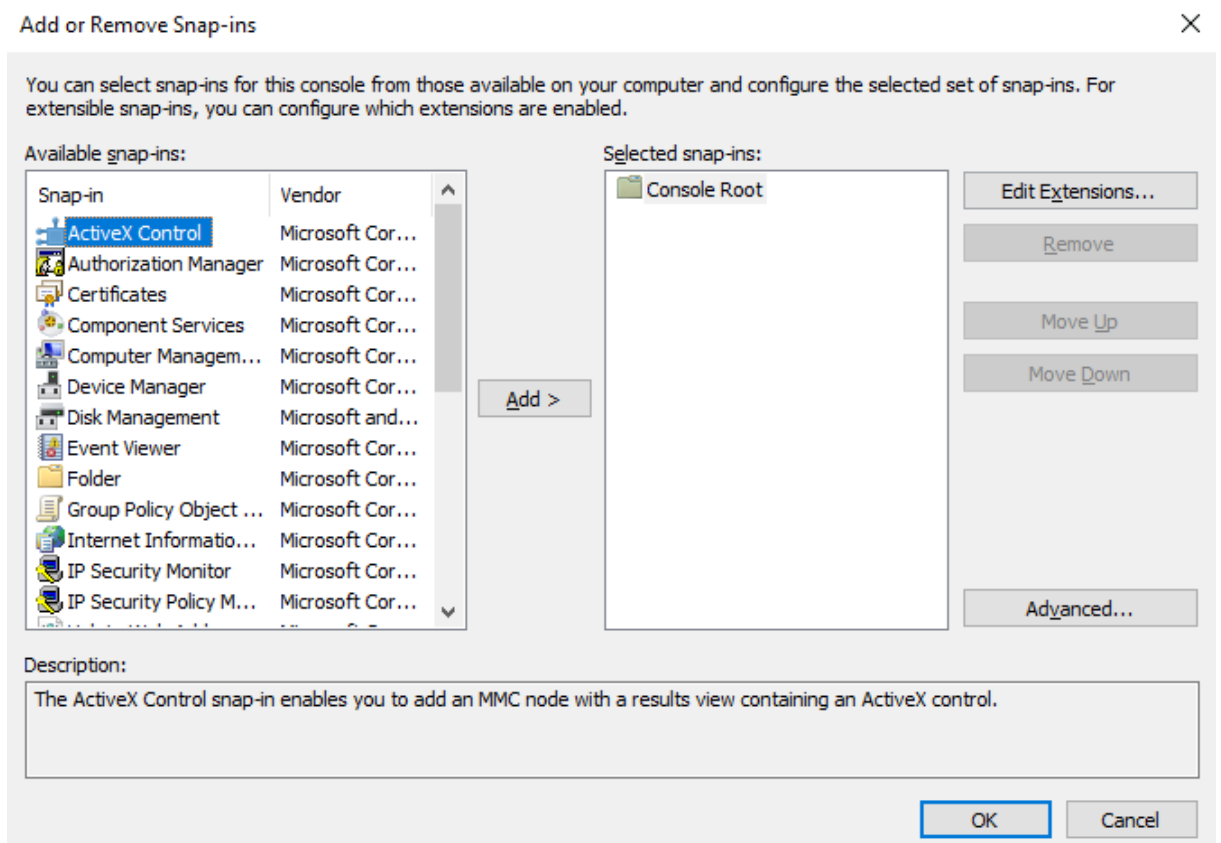 Add or Remove Snap-ins
You can select snap-ins for this console from those available on your computer and configure the selected set of snap-ins. For
extensible snap-ins, you can configure which extensions are enabled.
Available snap-ins:
Snap-in Vendor
ActiveX Control Microsoft Cor...
Authorization Manager Microsoft Cor...
Certificates Microsoft Cor...
Component Services Microsoft Cor...
Computer Managem... Microsoft Cor...
Device Manager Microsoft Cor...
Disk Management Microsoft and...
Event Viewer Microsoft Cor...
Folder Microsoft Cor...
Group Policy Object ... Microsoft Cor...
Internet Informatio... Microsoft Cor...
IP Security Monitor Microsoft Cor...
IP Security Policy M... Microsoft Cor...
Add >
Selected snap-ins:
Console Root
Edit Extensions...
Remove
Move Up
Move Down
Advanced...
Description:
The ActiveX Control snap-in enables you to add an MMC node with a results view containing an ActiveX control.
OK Cancel